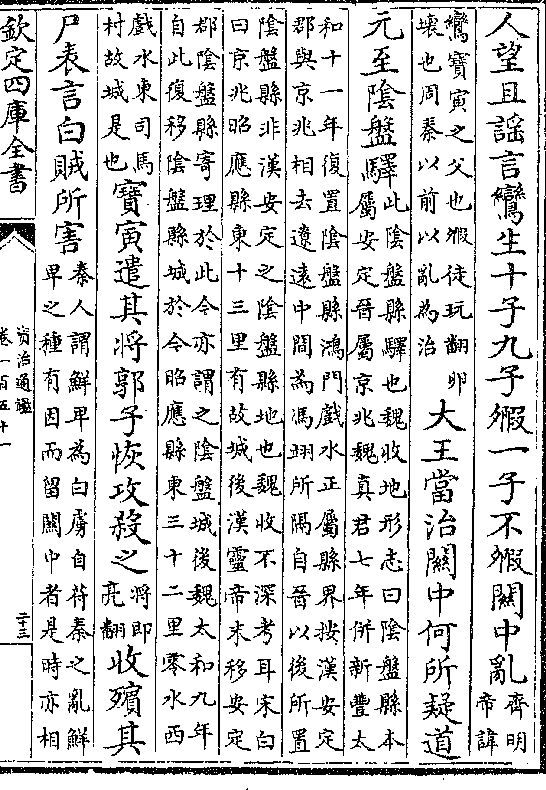 人望且謠言鸞生十子九子毈一子不毈關中亂齊明帝諱
鸞寳寅之父也毈徒玩翻卵壊也周秦以前以亂為治大王當治關中何所疑道
元至陰盤驛此陰盤縣驛也魏收地形志曰陰盤縣本屬安定晉屬京兆魏真君七年併新豐太
和十一年復置陰盤縣鴻門戲水正屬縣界按漢安定郡與京兆相去遼遠中間為馮翊所隔自晉以後所置
陰盤縣非漢安定之陰盤縣地也魏收不深考耳宋白曰京兆昭應縣東十三里有故城後漢靈帝末移安定
郡陰盤縣寄理於此今亦謂之陰盤城後魏太和九年自此復移陰盤縣城於今昭應縣東三十二里零水西
戲水東司馬村故城是也寳寅遣其將郭子恢攻殺之將即亮翻收殯其
尸表言白賊所害秦人謂鮮卑為白虜自苻秦之亂鮮卑之種有因而留關中者是時亦相
欽定四庫全書
資治通鑑
卷一百五十一
二十三